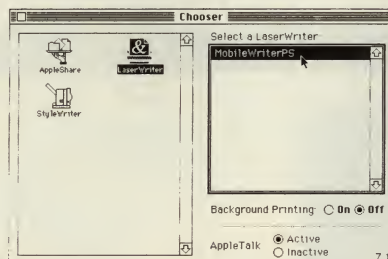 Chooser
Select a LaserWriter
AppleShare
LaserWriter
StyleWriter
MobileWriterPS
Background Printing
On
Off
AppleTalk
Active
Inactive